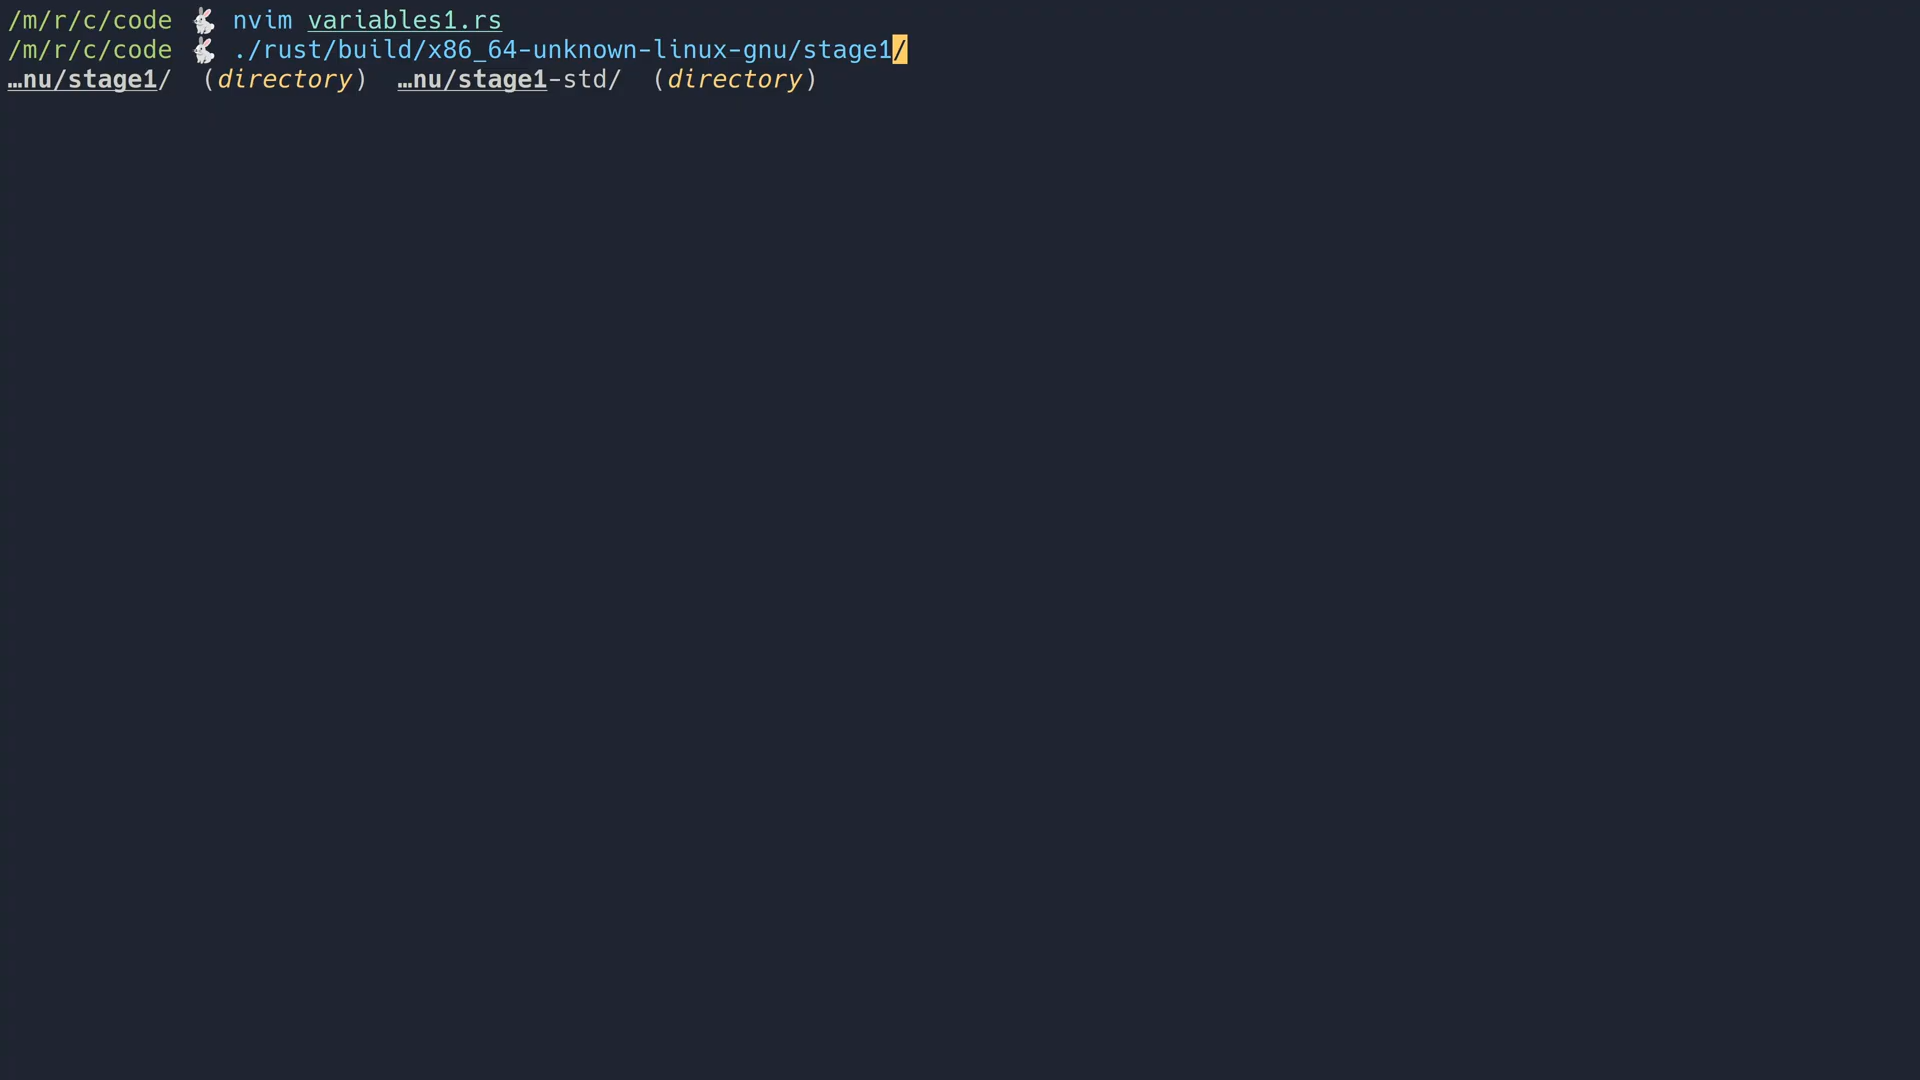 /m/r/c/code 🐇 nvim variables1.rs
/m/r/c/code 🐇 ./rust/build/x86_64-unknown-linux-gnu/stage1/
…nu/stage1/  (directory)  …nu/stage1-std/  (directory)